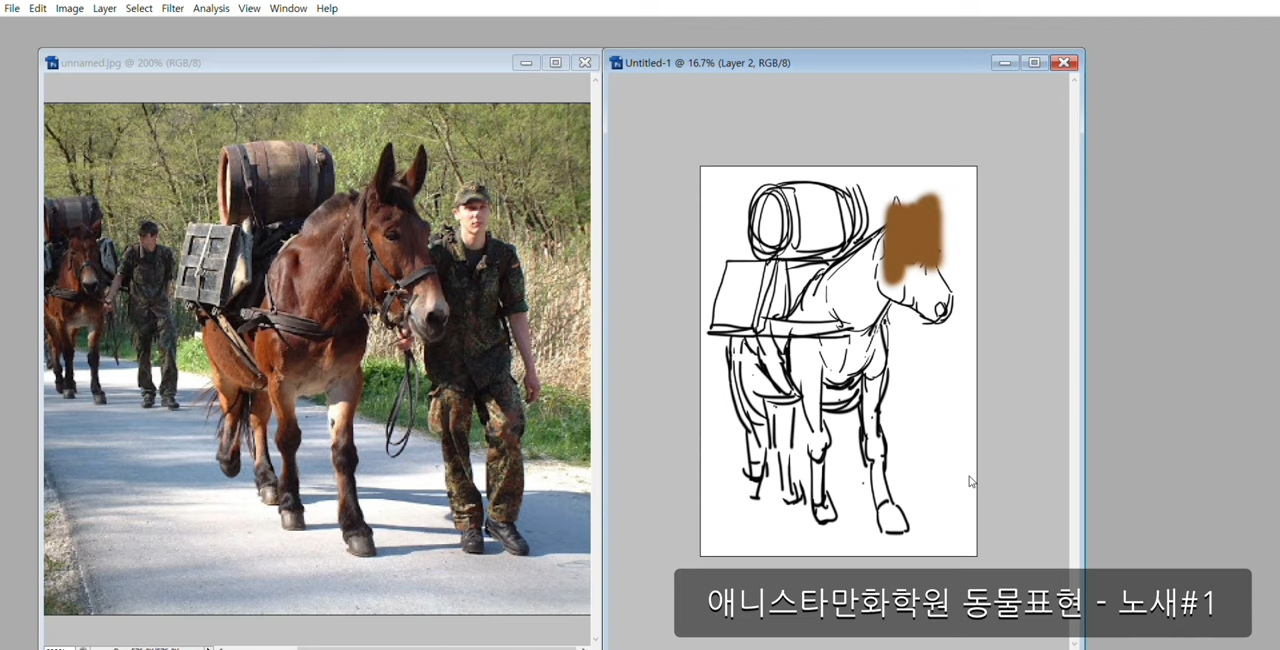 File Edit Image Layer Select Filter Analysis View Window Help
unnamed.jpg @ 200% (RGB/8)
Untitled-1 @ 16.7% (Layer 2, RGB/8)
애니스타만화학원 동물표현 - 노새#1